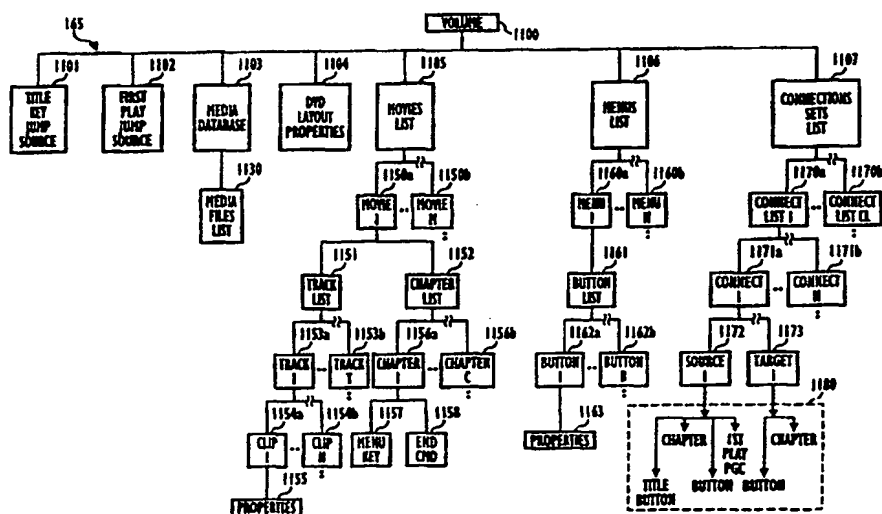 165
VOLUME
1100
1101
1102
1103
1104
1105
1106
1107
TITLE KEY JUMP SOURCE
FIRST PLAY JUMP SOURCE
MEDIA DATABASE
DVD LAYOUT PROPERTIES
MOVIES LIST
MENUS LIST
CONNECTIONS SETS LIST
1130
MEDIA FILES LIST
1150a
1150b
1160a
1160b
1170a
1170b
MOVIE 1
MOVIE M
MENU 1
MENU N
CONNECT LIST 1
CONNECT LIST CL
1151
1152
1161
1171a
1171b
TRACK LIST
CHAPTER LIST
BUTTON LIST
CONNECT 1
CONNECT N
1153a
1153b
1156a
1156b
1162a
1162b
1172
1173
TRACK 1
TRACK T
CHAPTER 1
CHAPTER C
BUTTON 1
BUTTON B
SOURCE 1
TARGET 1
1154a
1154b
1157
1158
1163
1180
CLIP 1
CLIP N
MENU KEY
END CMD
PROPERTIES
CHAPTER
1ST PLAY PGC
CHAPTER
1155
PROPERTIES
TITLE BUTTON
BUTTON
BUTTON